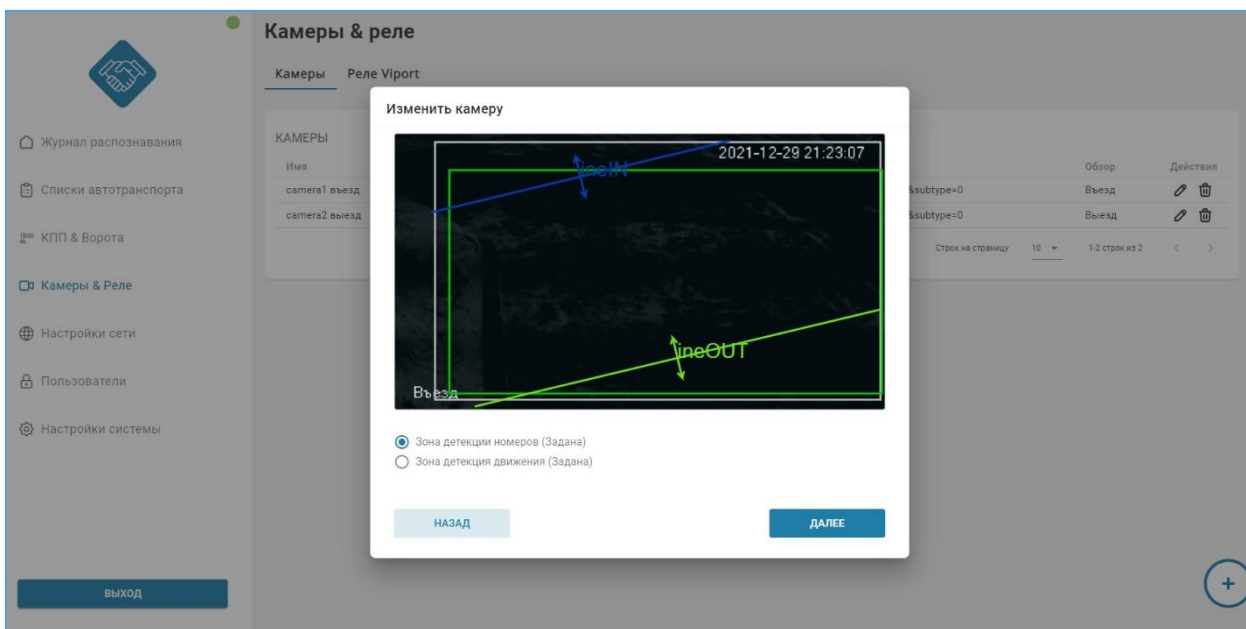 Камеры & реле
Камеры Реле Viport
Журнал распознавания
Списки автотранспорта
КПП & Ворота
Камеры & Реле
Настройки сети
Пользователи
Настройки системы
ВЫХОД
КАМЕРЫ
Имя Обзор Действия
camera1 въезд &subtype=0 Въезд
camera2 выезд &subtype=0 Выезд
Строк на страницу 10 1-2 строк из 2
Изменить камеру
2021-12-29 21:23:07
ineIN
ineOUT
Въезд
Зона детекции номеров (Задана)
Зона детекция движения (Задана)
НАЗАД ДАЛЕЕ